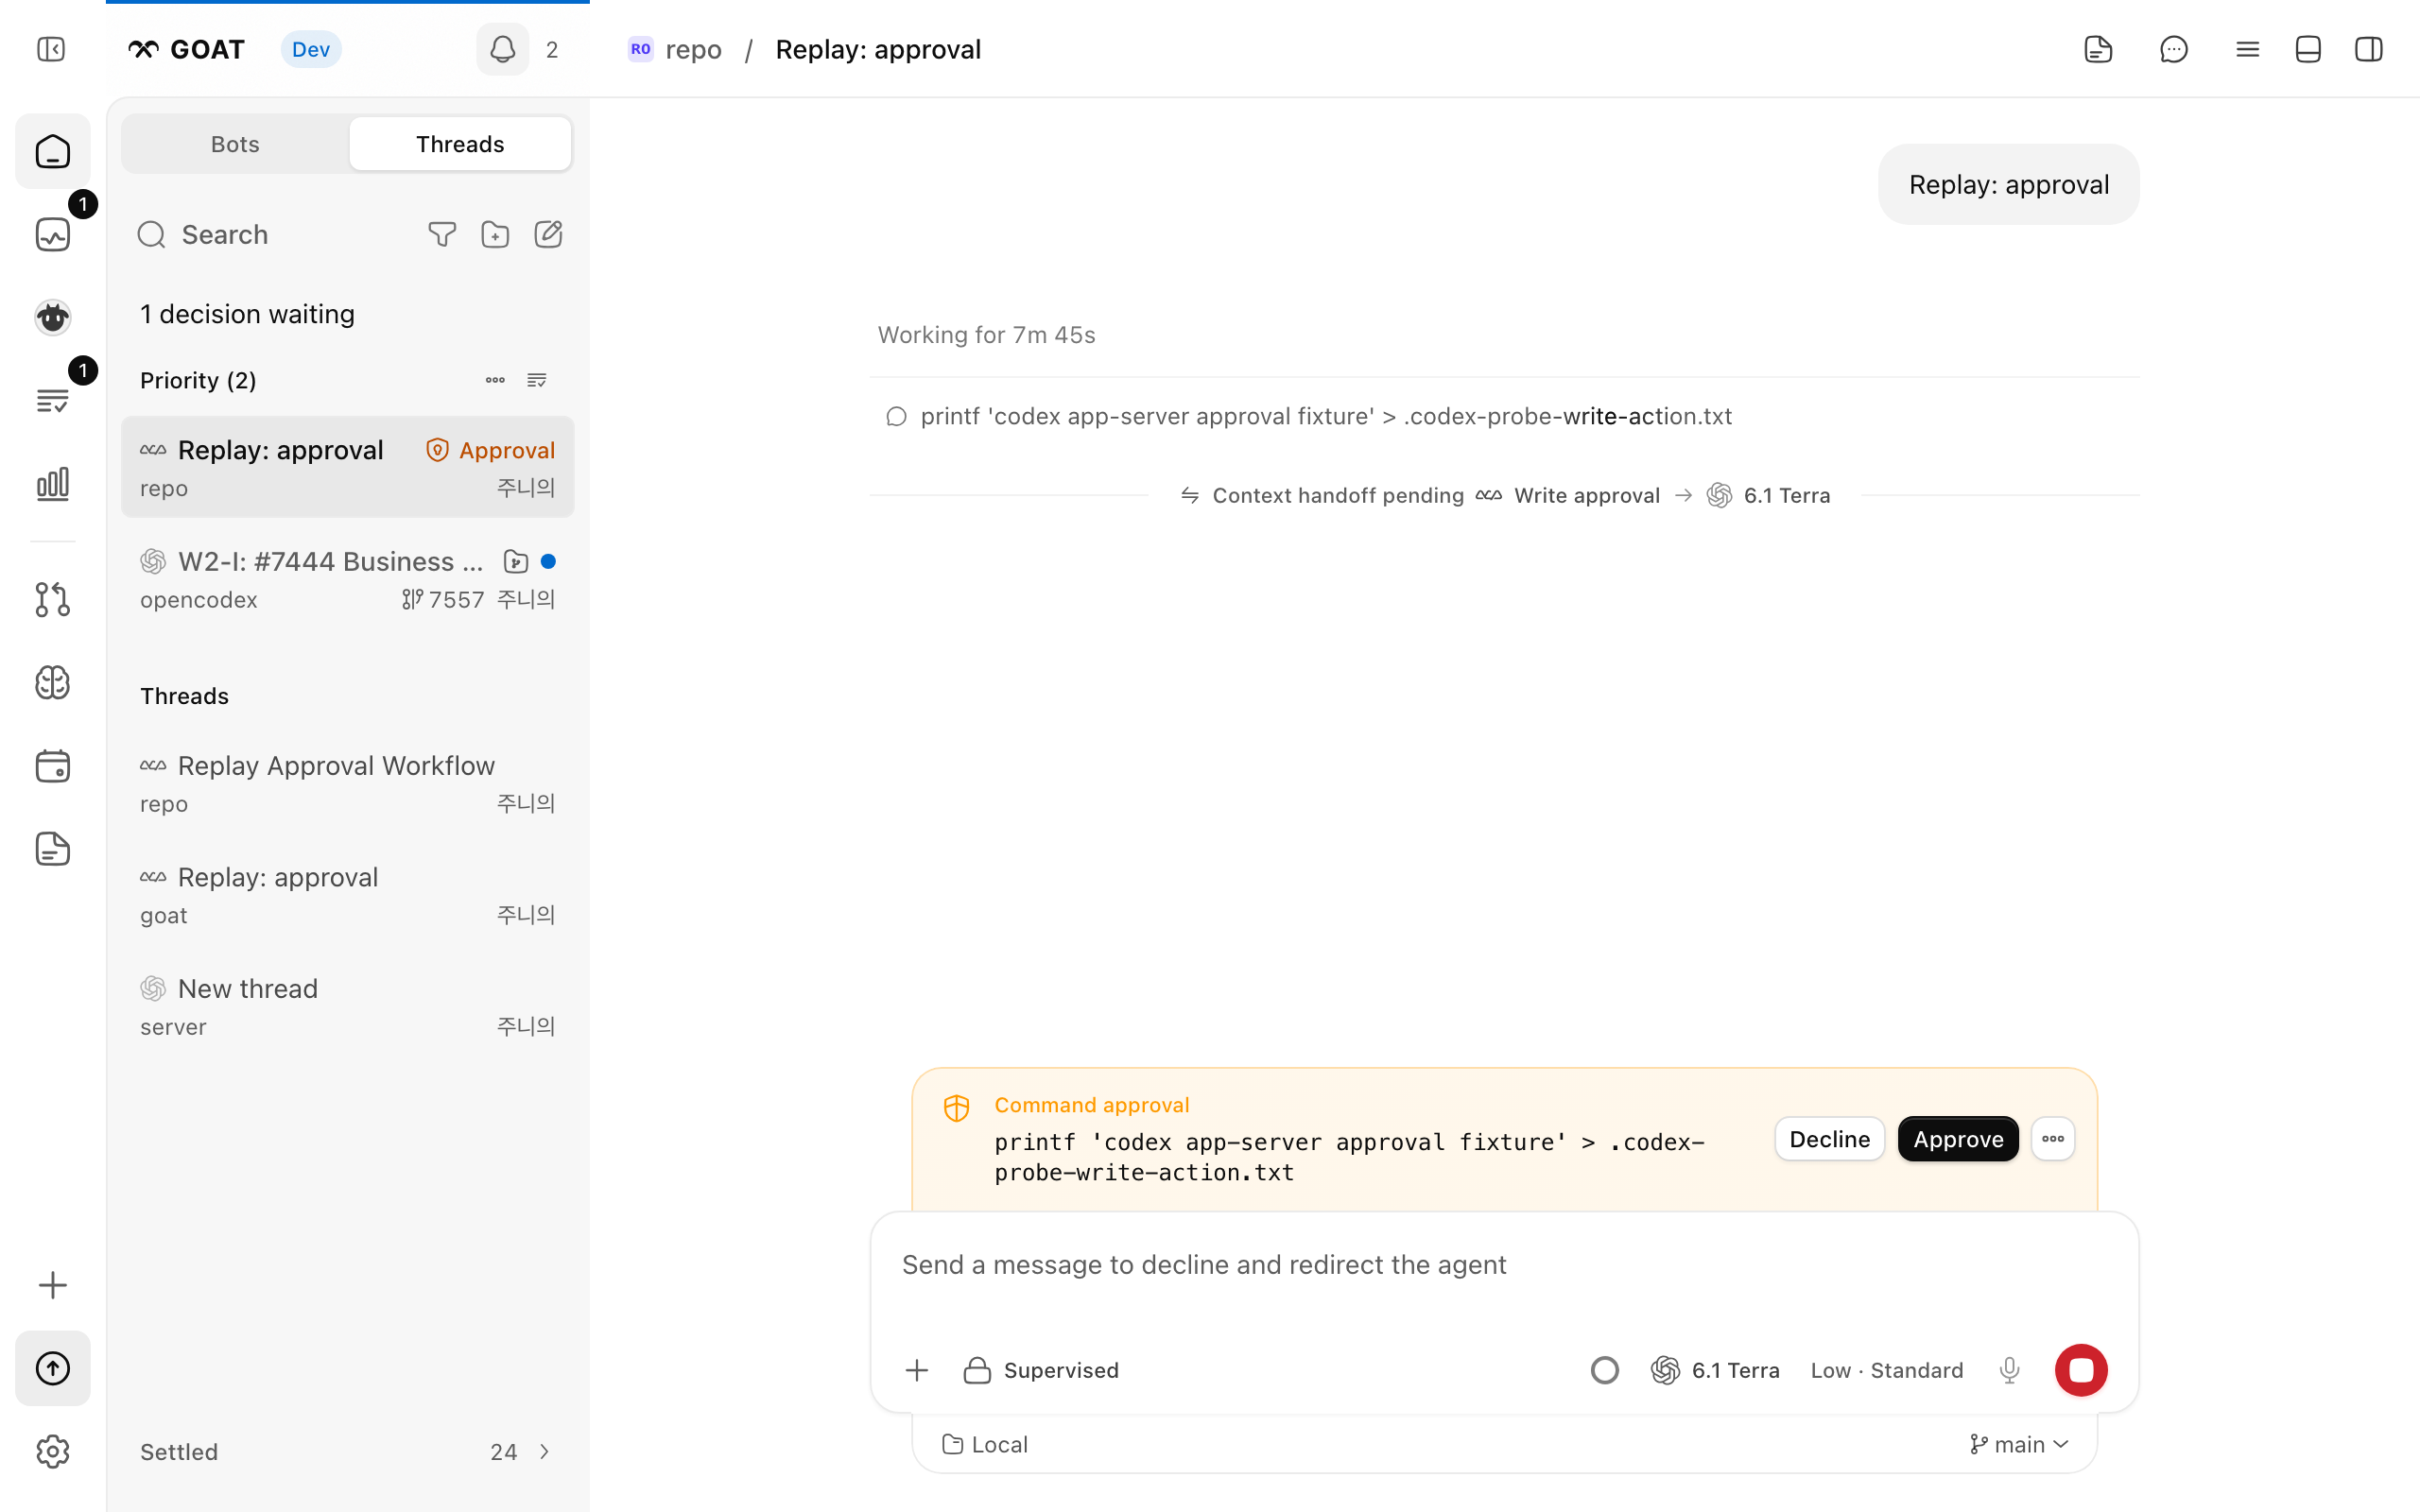 GOAT
Dev
2
RO repo / Replay: approval
Bots
Threads
1
Search
1 decision waiting
1
Priority (2)
Replay: approval
Approval
repo
주니의
W2-I: #7444 Business ...
opencodex
7557 주니의
Threads
Replay Approval Workflow
repo
주니의
Replay: approval
goat
주니의
New thread
server
주니의
Settled
24
Replay: approval
Working for 7m 45s
printf 'codex app-server approval fixture' > .codex-probe-write-action.txt
Context handoff pending Write approval → 6.1 Terra
Command approval
printf 'codex app-server approval fixture' > .codex-
probe-write-action.txt
Decline
Approve
Send a message to decline and redirect the agent
Supervised
6.1 Terra
Low · Standard
Local
main